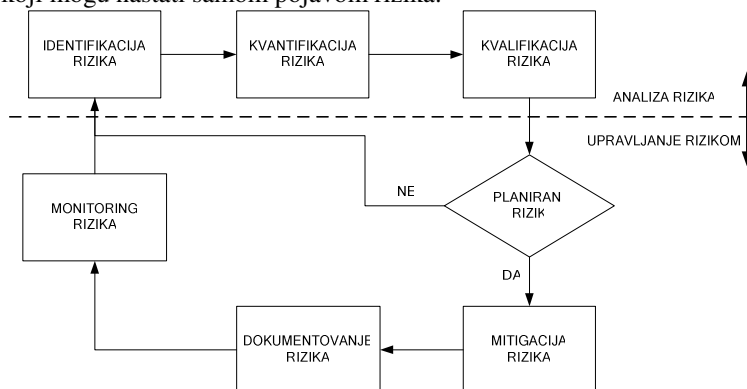 koji mogu nastati samom pojavom rizika.
IDENTIFIKACIJA
RIZIKA
KVANTIFIKACIJA
RIZIKA
KVALIFIKACIJA
RIZIKA
ANALIZA RIZIKA
UPRAVLJANJE RIZIKOM
NE
PLANIRAN
RIZIK
MONITORING
RIZIKA
DA
DOKUMENTOVANJE
RIZIKA
MITIGACIJA
RIZIKA